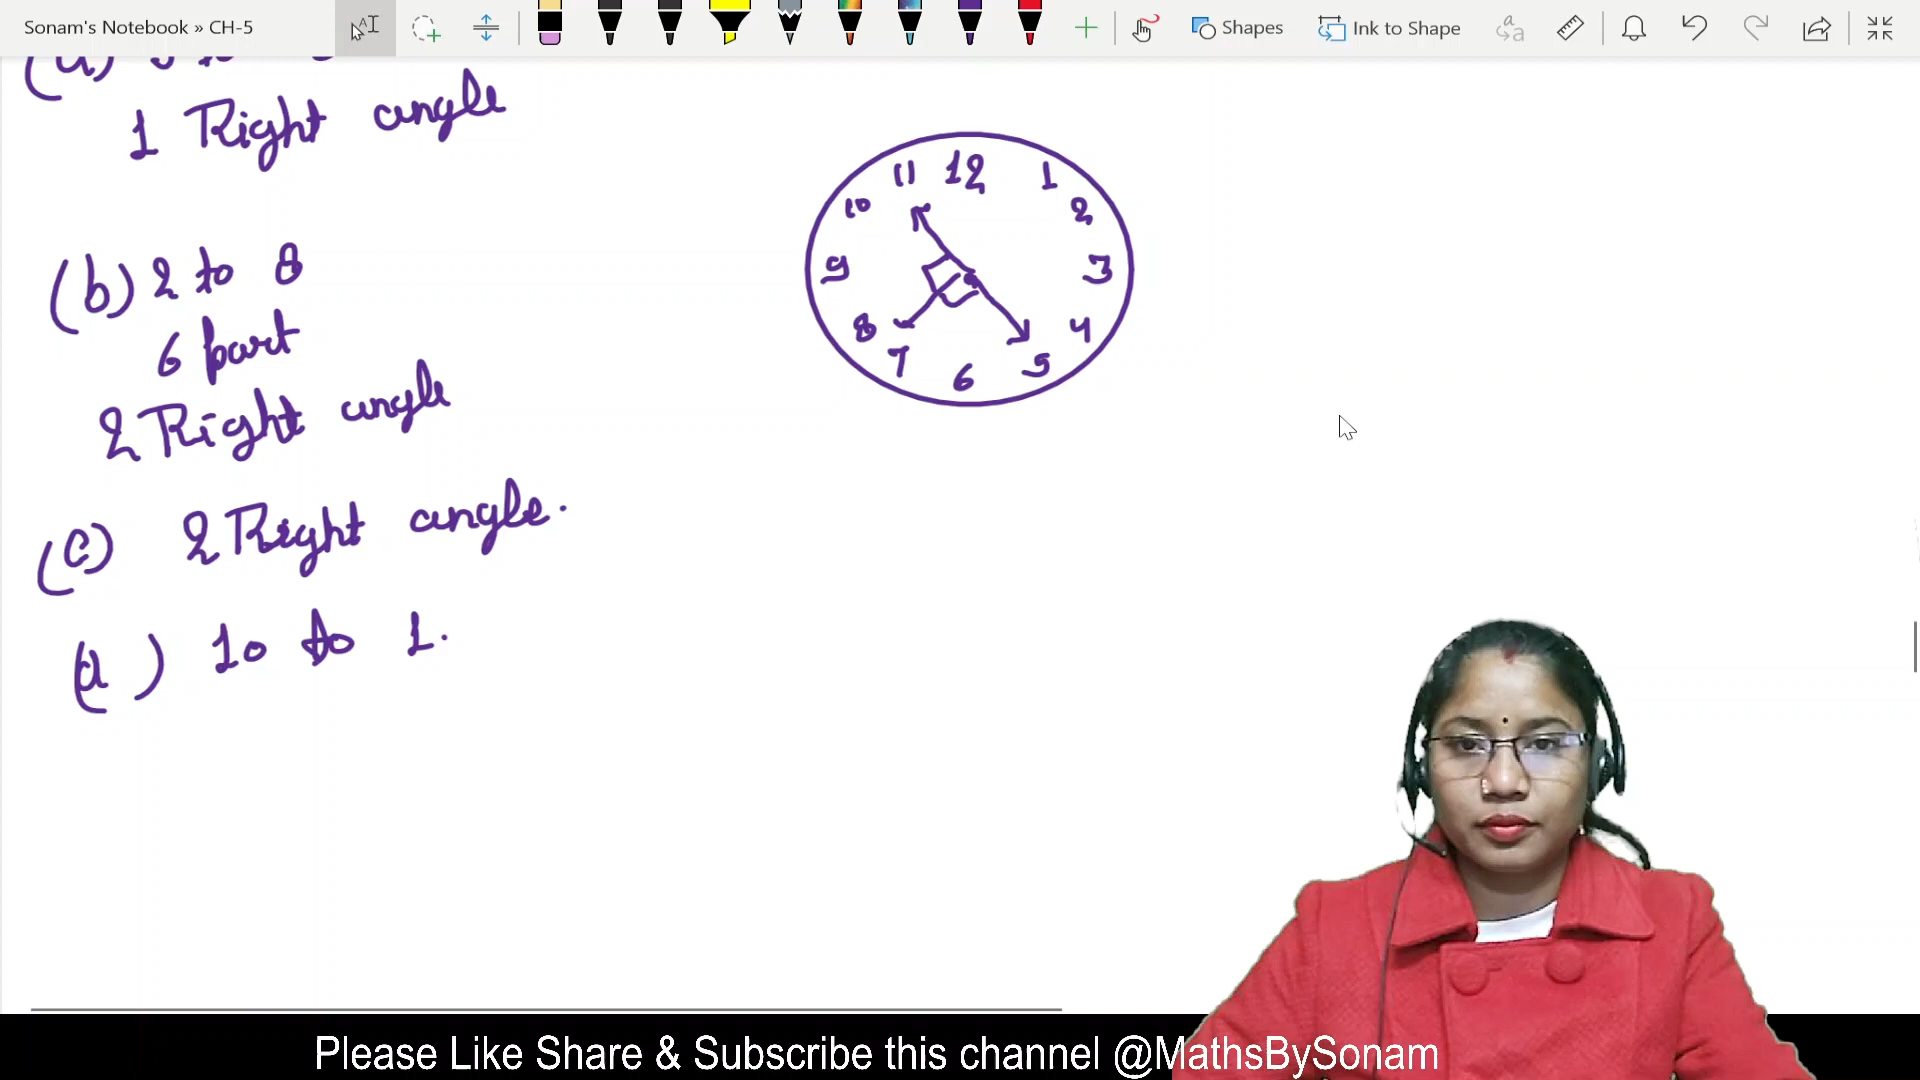 Sonam's Notebook » CH-5
Shapes
Ink to Shape
1 Right angle
(b) 2 to 8
6 part
2 Right angle
(c) 2 Right angle.
(d) 10 to 1.
11 12 1
10 2
9 3
8 4
7 6 5
Please Like Share & Subscribe this channel @MathsBySonam